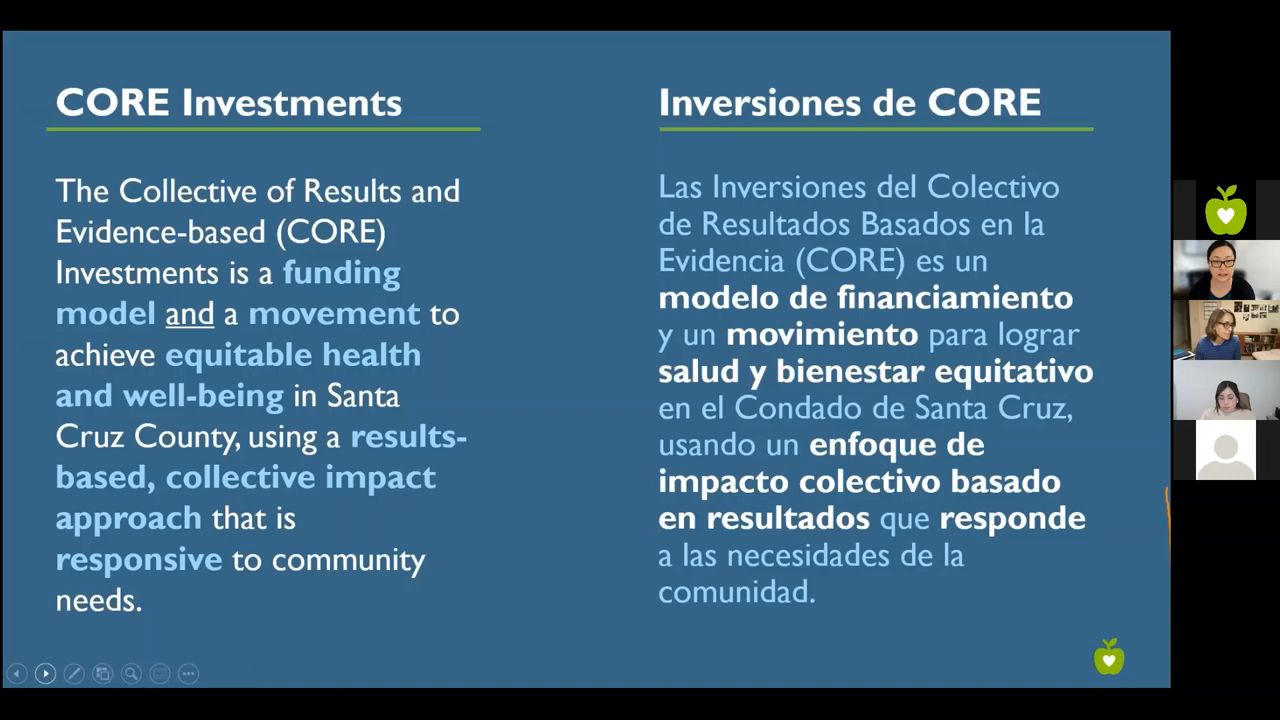 CORE Investments
The Collective of Results and
Evidence-based (CORE)
Investments is a funding
model and a movement to
achieve equitable health
and well-being in Santa
Cruz County, using a results-
based, collective impact
approach that is
responsive to community
needs.
Inversiones de CORE
Las Inversiones del Colectivo
de Resultados Basados en la
Evidencia (CORE) es un
modelo de financiamiento
y un movimiento para lograr
salud y bienestar equitativo
en el Condado de Santa Cruz,
usando un enfoque de
impacto colectivo basado
en resultados que responde
a las necesidades de la
comunidad.